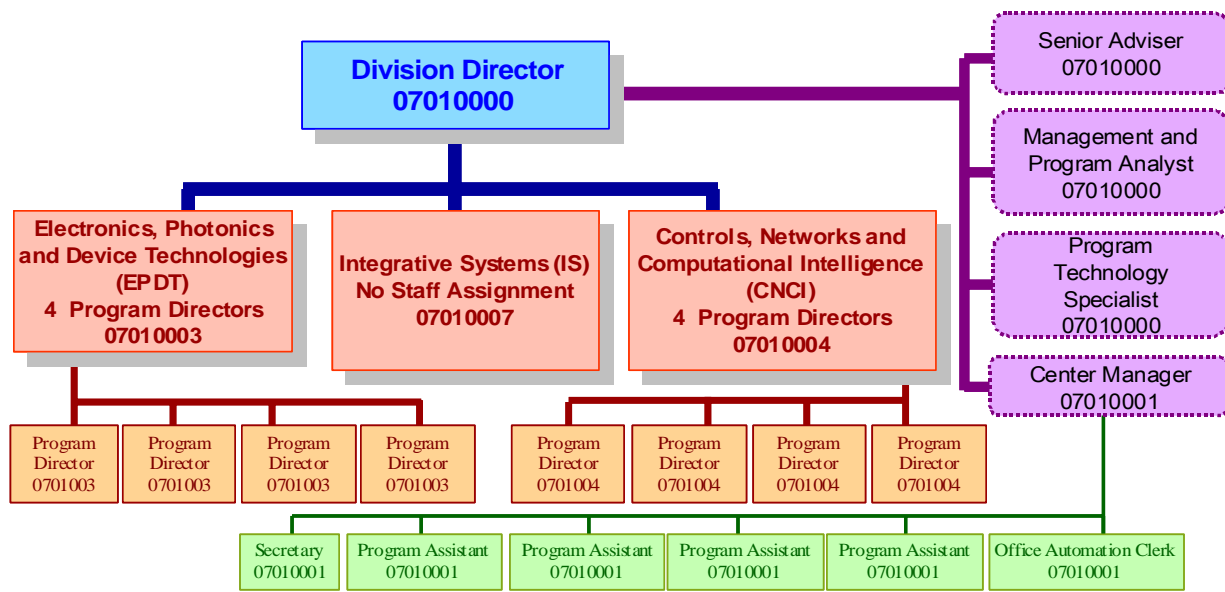 Division Director
07010000
Senior Adviser
07010000
Management and
Program Analyst
07010000
Program
Technology
Specialist
07010000
Center Manager
07010001
Electronics, Photonics
and Device Technologies
(EPDT)
4 Program Directors
07010003
Integrative Systems (IS)
No Staff Assignment
07010007
Controls, Networks and
Computational Intelligence
(CNCI)
4 Program Directors
07010004
Program
Director
0701003
Program
Director
0701003
Program
Director
0701003
Program
Director
0701003
Program
Director
0701004
Program
Director
0701004
Program
Director
0701004
Program
Director
0701004
Secretary
07010001
Program Assistant
07010001
Program Assistant
07010001
Program Assistant
07010001
Program Assistant
07010001
Office Automation Clerk
07010001